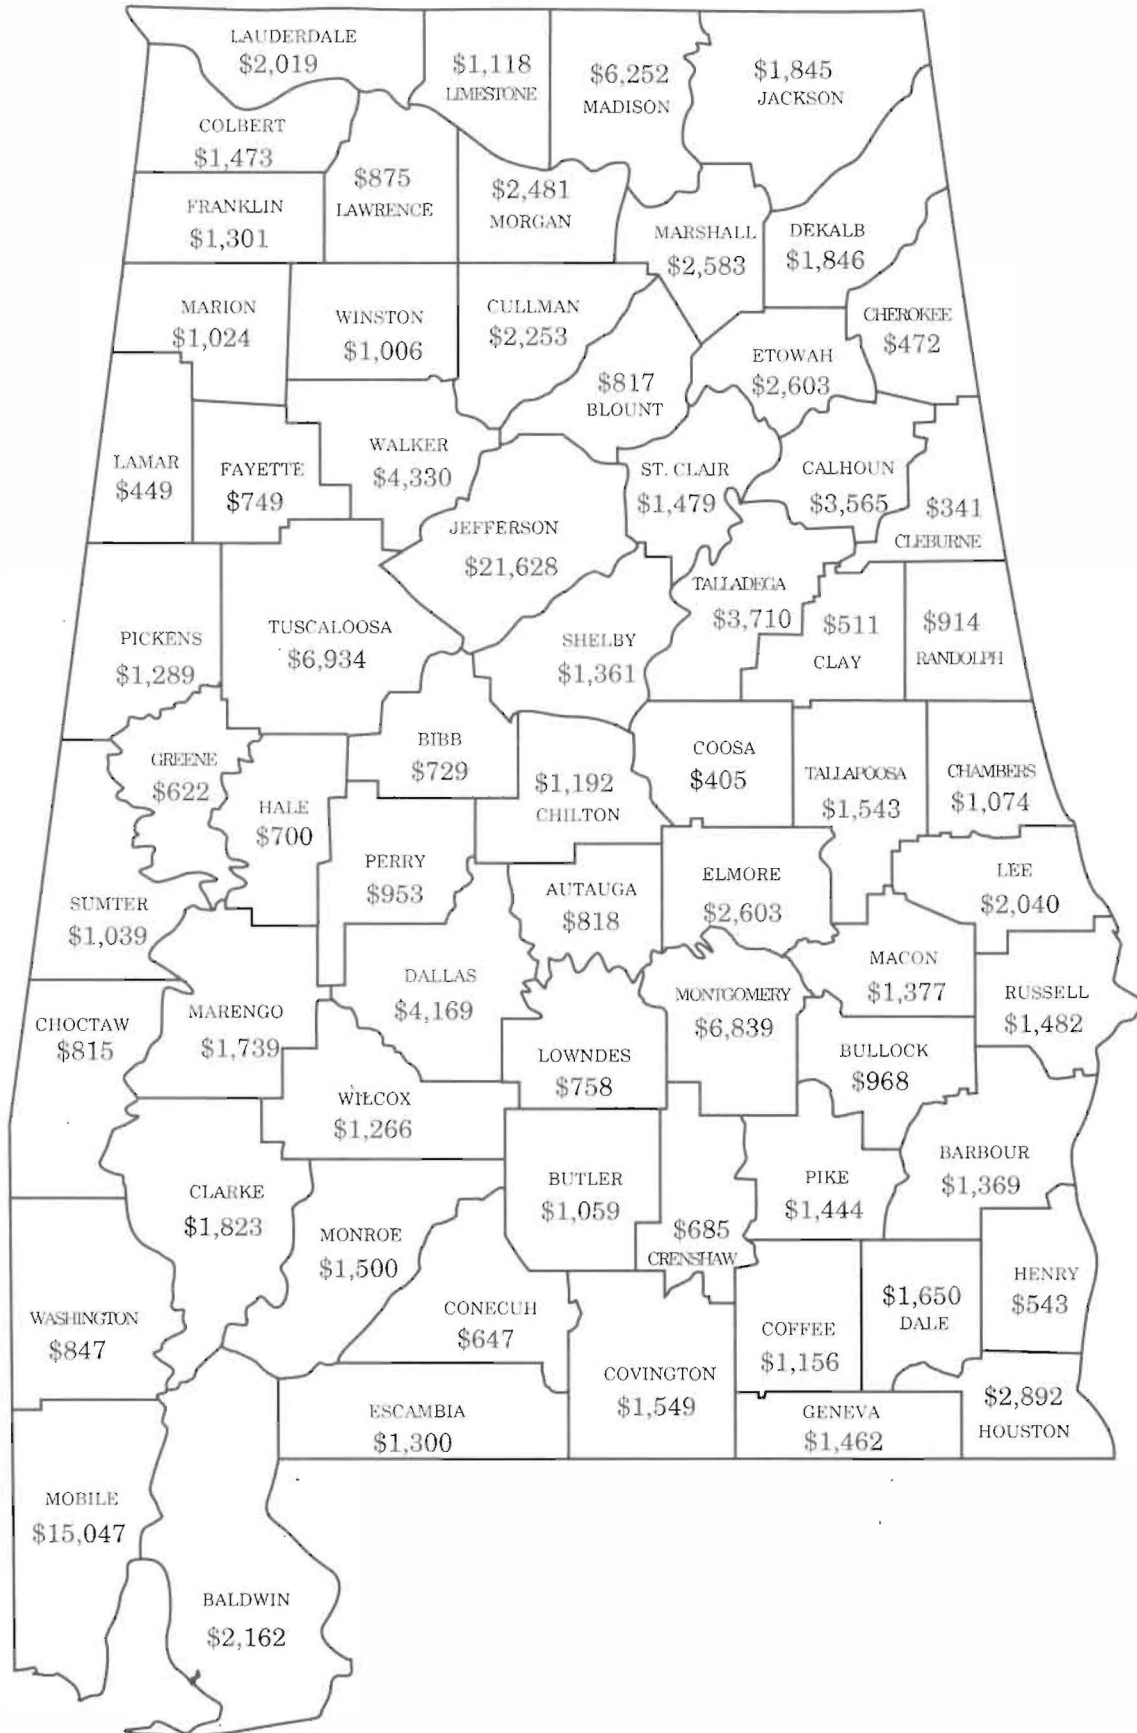 LAUDERDALE
$2,019
$1,118
LIMESTONE
$6,252
MADISON
$1,845
JACKSON
COLBERT
$1,473
$875
LAWRENCE
$2,481
MORGAN
FRANKLIN
$1,301
MARSHALL
$2,583
DEKALB
$1,846
MARION
$1,024
WINSTON
$1,006
CULLMAN
$2,253
CHEROKEE
$472
ETOWAH
$2,603
$817
BLOUNT
LAMAR
$449
FAYETTE
$749
WALKER
$4,330
ST. CLAIR
$1,479
CALHOUN
$3,565
$341
CLEBURNE
JEFFERSON
$21,628
TALLADEGA
$3,710
PICKENS
$1,289
TUSCALOOSA
$6,934
SHELBY
$1,361
$511
CLAY
$914
RANDOLPH
GREENE
$622
BIBB
$729
COOSA
$405
TALLAPOOSA
$1,543
CHAMBERS
$1,074
HALE
$700
$1,192
CHILTON
PERRY
$953
AUTAUGA
$818
ELMORE
$2,603
LEE
$2,040
SUMTER
$1,039
DALLAS
$4,169
MACON
$1,377
MONTGOMERY
$6,839
RUSSELL
$1,482
CHOCTAW
$815
MARENGO
$1,739
LOWNDES
$758
BULLOCK
$968
WILCOX
$1,266
CLARKE
$1,823
BUTLER
$1,059
PIKE
$1,444
BARBOUR
$1,369
MONROE
$1,500
$685
CRENSHAW
WASHINGTON
$847
CONECUH
$647
COFFEE
$1,156
$1,650
DALE
HENRY
$543
COVINGTON
$1,549
ESCAMBIA
$1,300
GENEVA
$1,462
$2,892
HOUSTON
MOBILE
$15,047
BALDWIN
$2,162